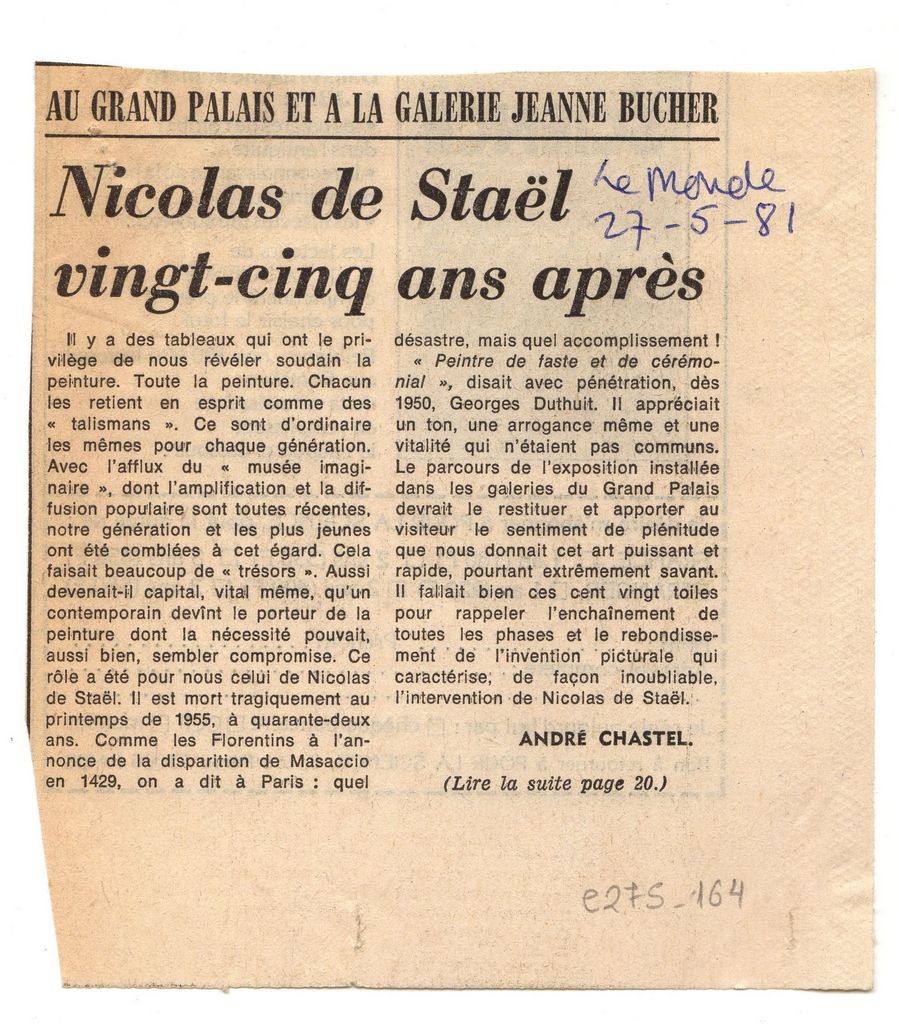 AU GRAND PALAIS ET A LA GALERIE JEANNE BUCHER
Nicolas de Staël
vingt-cinq ans après
Le Monde
27-5-81
Il y a des tableaux qui ont le pri-
vilège de nous révéler soudain la
peinture. Toute la peinture. Chacun
les retient en esprit comme des
« talismans ». Ce sont d'ordinaire
les mêmes pour chaque génération.
Avec l'afflux du « musée imagi-
naire », dont l'amplification et la dif-
fusion populaire sont toutes récentes,
notre génération et les plus jeunes
ont été comblées à cet égard. Cela
faisait beaucoup de « trésors ». Aussi
devenait-il capital, vital même, qu'un
contemporain devînt le porteur de la
peinture dont la nécessité pouvait,
aussi bien, sembler compromise. Ce
rôle a été pour nous celui de Nicolas
de Staël. Il est mort tragiquement au
printemps de 1955, à quarante-deux
ans. Comme les Florentins à l'an-
nonce de la disparition de Masaccio
en 1429, on a dit à Paris : quel
désastre, mais quel accomplissement !
« Peintre de faste et de cérémo-
nial », disait avec pénétration, dès
1950, Georges Duthuit. Il appréciait
un ton, une arrogance même et une
vitalité qui n'étaient pas communs.
Le parcours de l'exposition installée
dans les galeries du Grand Palais
devrait le restituer et apporter au
visiteur le sentiment de plénitude
que nous donnait cet art puissant et
rapide, pourtant extrêmement savant.
Il fallait bien ces cent vingt toiles
pour rappeler l'enchaînement de
toutes les phases et le rebondisse-
ment de l'invention picturale qui
caractérise, de façon inoubliable,
l'intervention de Nicolas de Staël.
ANDRÉ CHASTEL.
(Lire la suite page 20.)
e275-164